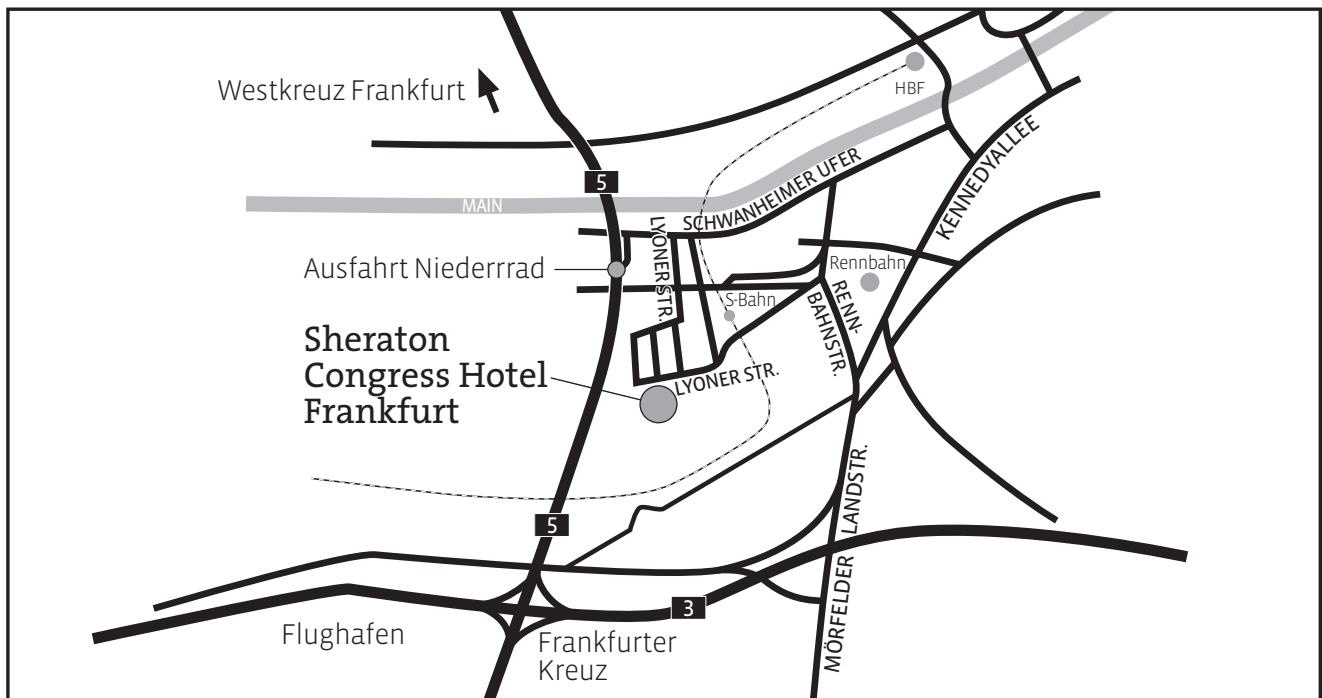 Westkreuz Frankfurt
HBF
5
MAIN
SCHWANHEIMER UFER
KENNEDYALLEE
LYONER STR.
Ausfahrt Niederrrad
Rennbahn
S-Bahn
RENN-
BAHNSTR.
Sheraton
Congress Hotel
Frankfurt
LYONER STR.
MÖRFELDER LANDSTR.
5
3
Flughafen
Frankfurter
Kreuz